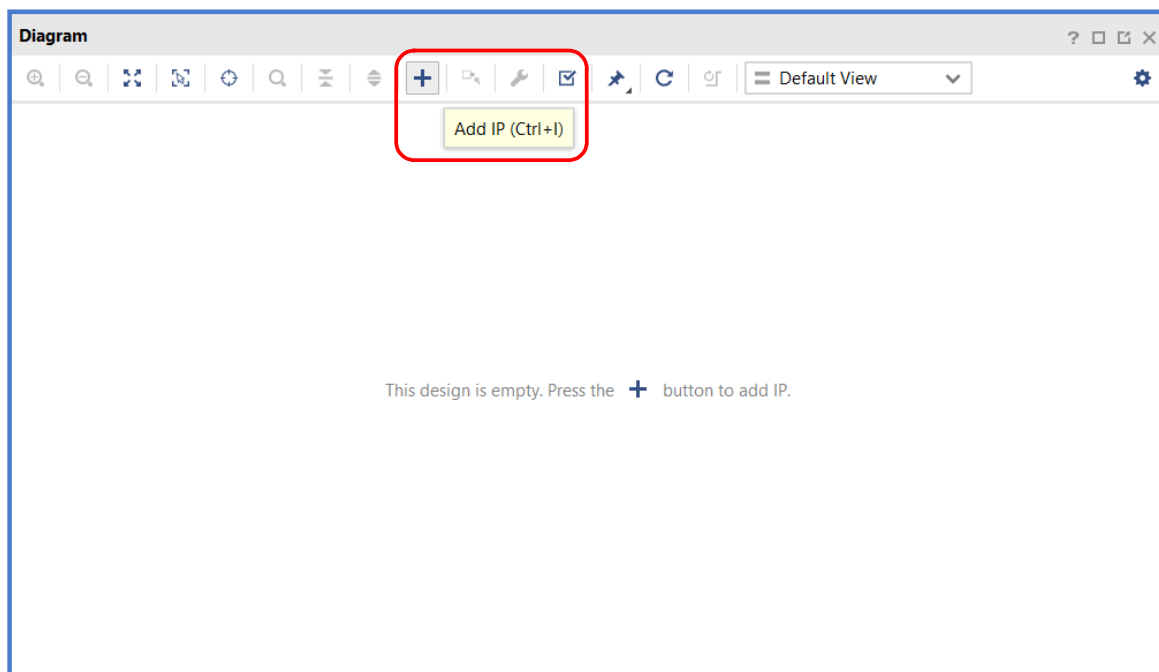 Diagram
Default View
Add IP (Ctrl+I)
This design is empty. Press the + button to add IP.